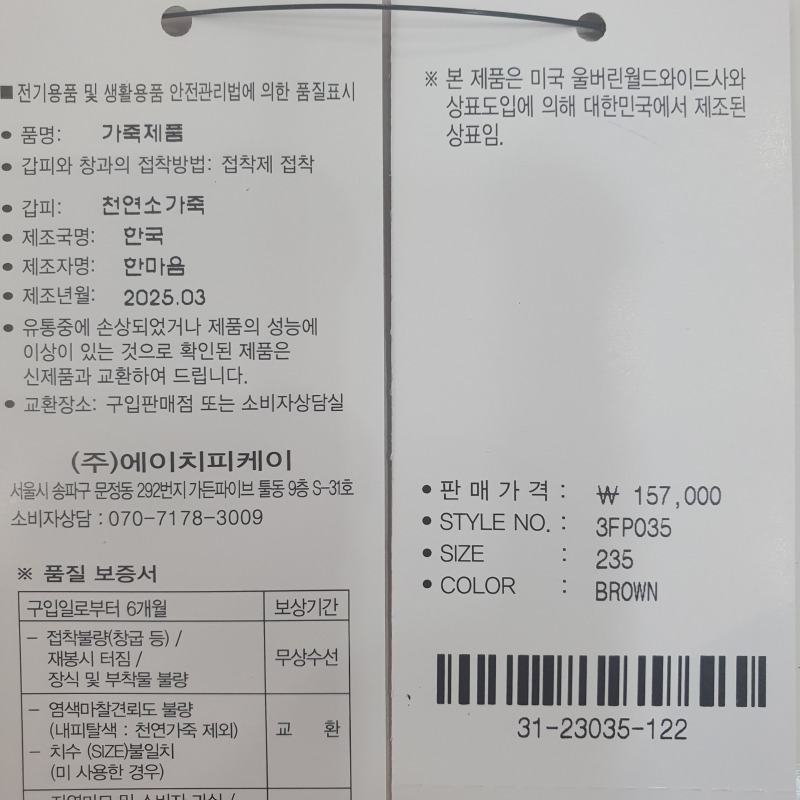 ■ 전기용품 및 생활용품 안전관리법에 의한 품질표시
● 품명: 가죽제품
● 갑피와 창과의 접착방법: 접착제 접착
● 갑피: 천연소가죽
● 제조국명: 한국
● 제조자명: 한마음
● 제조년월: 2025.03
● 유통중에 손상되었거나 제품의 성능에
이상이 있는 것으로 확인된 제품은
신제품과 교환하여 드립니다.
● 교환장소: 구입판매점 또는 소비자상담실
(주)에이치피케이
서울시 송파구 문정동 292번지 가든파이브 툴동 9층 S-31호
소비자상담 : 070-7178-3009
※ 품질 보증서
구입일로부터 6개월 보상기간
- 접착불량(창굽 등) /
재봉시 터짐 /
장식 및 부착물 불량
무상수선
- 염색마찰견뢰도 불량
(내피탈색 : 천연가죽 제외)
- 치수 (SIZE)불일치
(미 사용한 경우)
교 환
※ 본 제품은 미국 울버린월드와이드사와
상표도입에 의해 대한민국에서 제조된
상표임.
● 판매가격 : ₩ 157,000
● STYLE NO. : 3FP035
● SIZE : 235
● COLOR : BROWN
31-23035-122